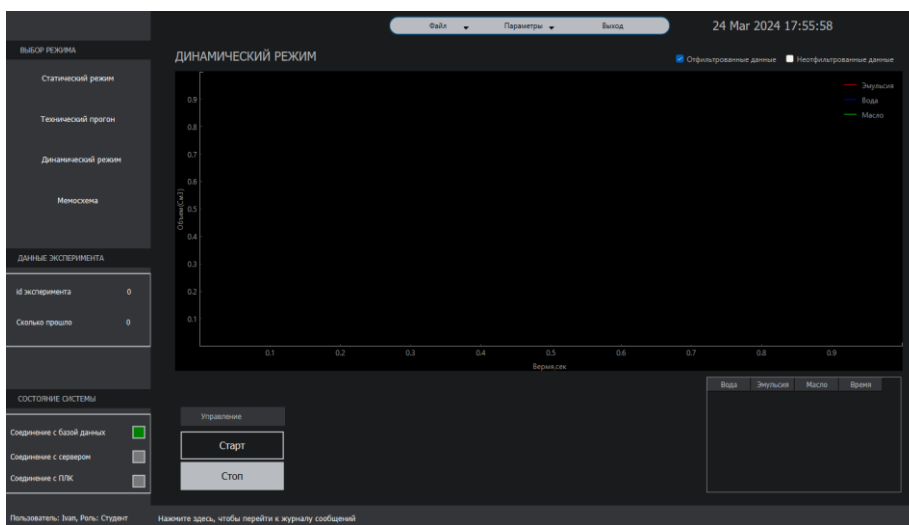 Файл Параметры Выход 24 Mar 2024 17:55:58
ВЫБОР РЕЖИМА
Статический режим
Технический прогон
Динамический режим
Мемосхема
ДАННЫЕ ЭКСПЕРИМЕНТА
id эксперимента 0
Сколько прошло 0
СОСТОЯНИЕ СИСТЕМЫ
Соединение с базой данных
Соединение с сервером
Соединение с ПЛК
Пользователь: Ivan, Роль: Студент
ДИНАМИЧЕСКИЙ РЕЖИМ
Отфильтрованные данные Неотфильтрованные данные
Эмульсия
Вода
Масло
Объем(См3)
0.9
0.8
0.7
0.6
0.5
0.4
0.3
0.2
0.1
0.1 0.2 0.3 0.4 0.5 0.6 0.7 0.8 0.9
Вермя,сек
Управление
Старт
Стоп
Вода Эмульсия Масло Время
Нажмите здесь, чтобы перейти к журналу сообщений